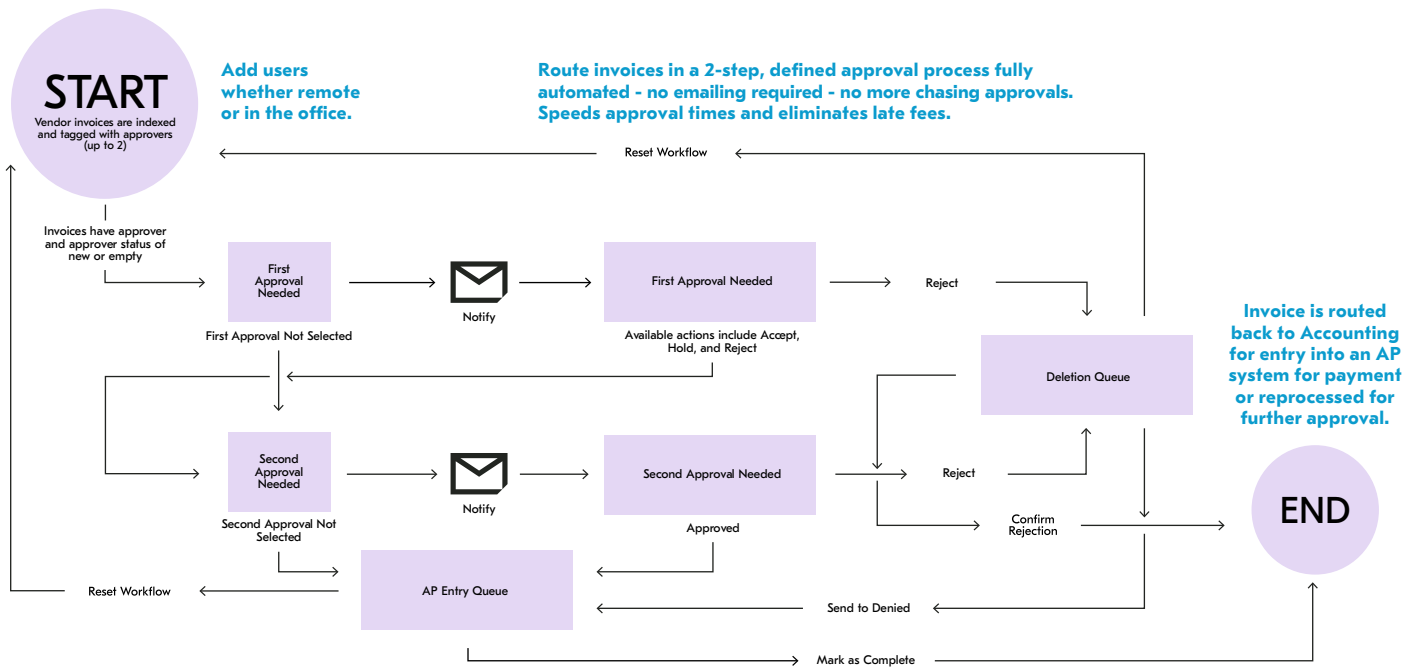 START
Vendor invoices are indexed
and tagged with approvers
(up to 2)
Add users
whether remote
or in the office.
Route invoices in a 2-step, defined approval process fully
automated - no emailing required - no more chasing approvals.
Speeds approval times and eliminates late fees.
Reset Workflow
Invoices have approver
and approver status of
new or empty
First
Approval
Needed
Notify
First Approval Needed
Reject
First Approval Not Selected
Available actions include Accept,
Hold, and Reject
Deletion Queue
Invoice is routed
back to Accounting
for entry into an AP
system for payment
or reprocessed for
further approval.
Second
Approval
Needed
Notify
Second Approval Needed
Reject
Second Approval Not
Selected
Approved
Confirm
Rejection
END
Reset Workflow
AP Entry Queue
Send to Denied
Mark as Complete